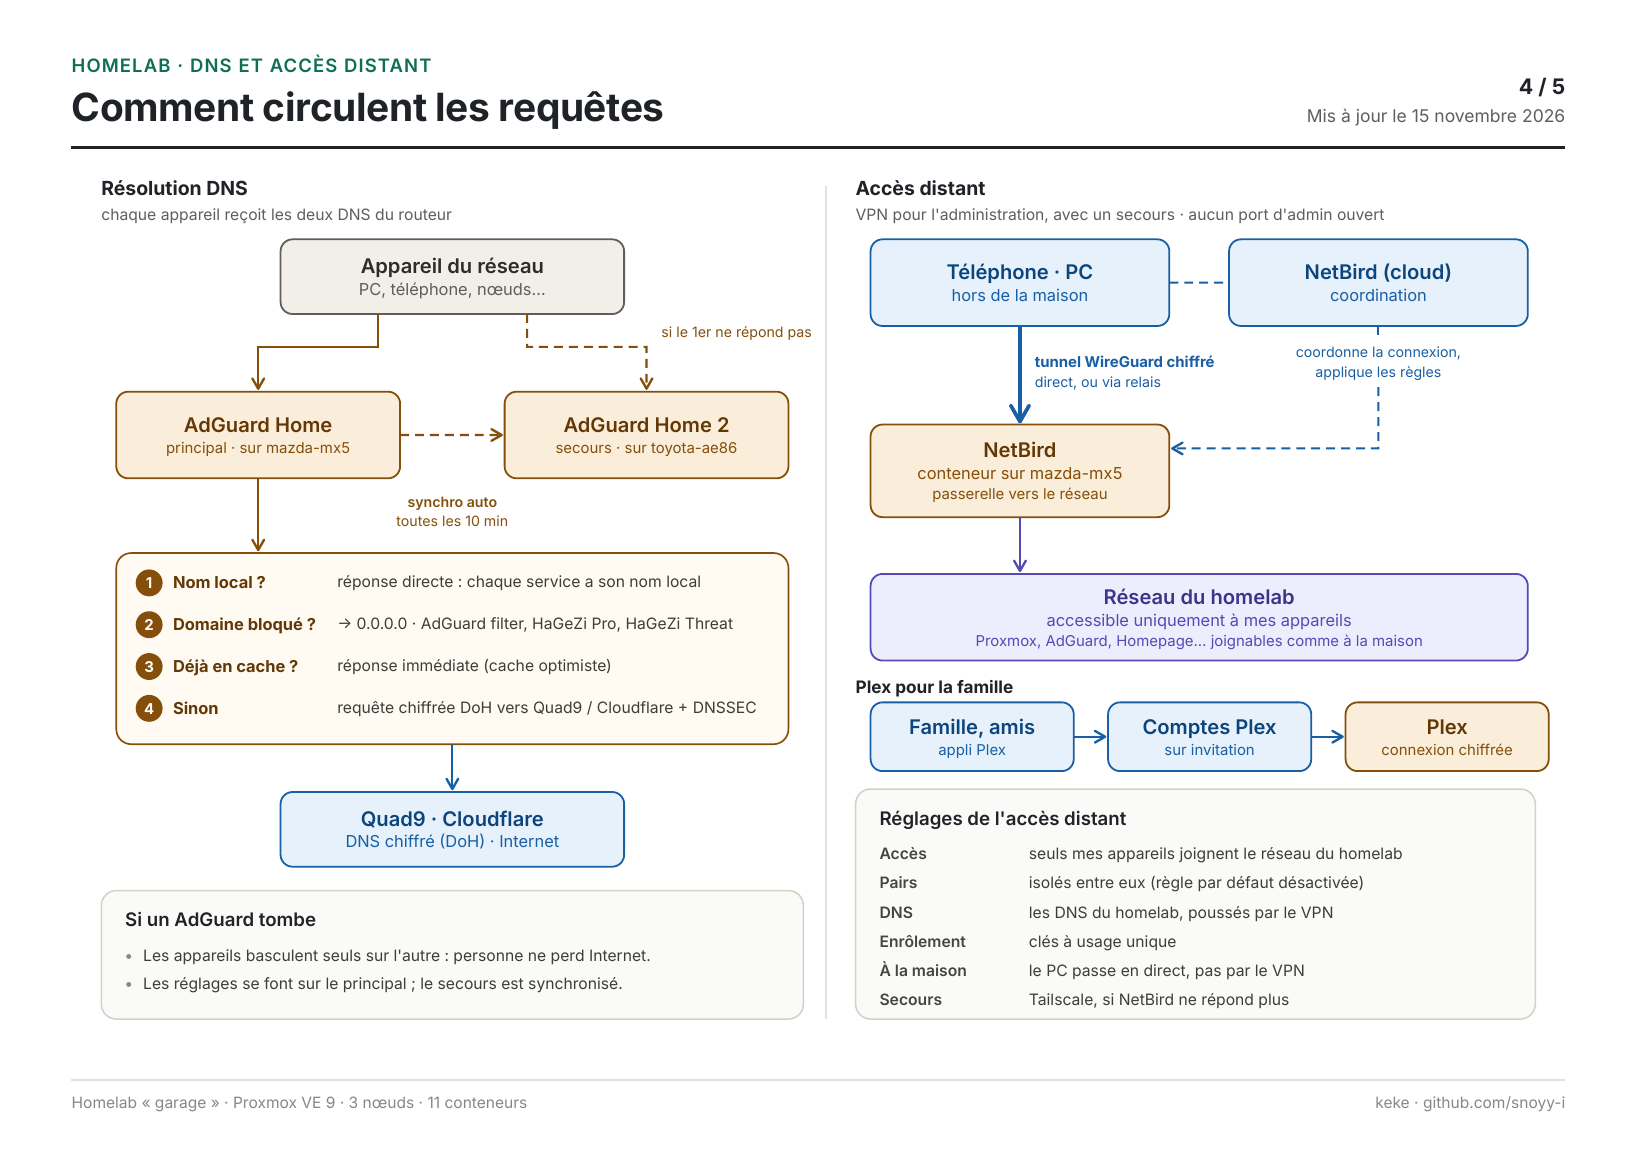 HOMELAB · DNS ET ACCÈS DISTANT
Comment circulent les requêtes
4 / 5
Mis à jour le 15 novembre 2026
Résolution DNS
chaque appareil reçoit les deux DNS du routeur
Appareil du réseau
PC, téléphone, nœuds...
si le 1er ne répond pas
AdGuard Home
principal · sur mazda-mx5
AdGuard Home 2
secours · sur toyota-ae86
synchro auto
toutes les 10 min
1 Nom local ? réponse directe : chaque service a son nom local
2 Domaine bloqué ? → 0.0.0.0 · AdGuard filter, HaGeZi Pro, HaGeZi Threat
3 Déjà en cache ? réponse immédiate (cache optimiste)
4 Sinon requête chiffrée DoH vers Quad9 / Cloudflare + DNSSEC
Quad9 · Cloudflare
DNS chiffré (DoH) · Internet
Si un AdGuard tombe
• Les appareils basculent seuls sur l'autre : personne ne perd Internet.
• Les réglages se font sur le principal ; le secours est synchronisé.
Accès distant
VPN pour l'administration, avec un secours · aucun port d'admin ouvert
Téléphone · PC
hors de la maison
NetBird (cloud)
coordination
tunnel WireGuard chiffré
direct, ou via relais
coordonne la connexion,
applique les règles
NetBird
conteneur sur mazda-mx5
passerelle vers le réseau
Réseau du homelab
accessible uniquement à mes appareils
Proxmox, AdGuard, Homepage... joignables comme à la maison
Plex pour la famille
Famille, amis
appli Plex
Comptes Plex
sur invitation
Plex
connexion chiffrée
Réglages de l'accès distant
Accès seuls mes appareils joignent le réseau du homelab
Pairs isolés entre eux (règle par défaut désactivée)
DNS les DNS du homelab, poussés par le VPN
Enrôlement clés à usage unique
À la maison le PC passe en direct, pas par le VPN
Secours Tailscale, si NetBird ne répond plus
Homelab « garage » · Proxmox VE 9 · 3 nœuds · 11 conteneurs
keke · github.com/snoyy-i